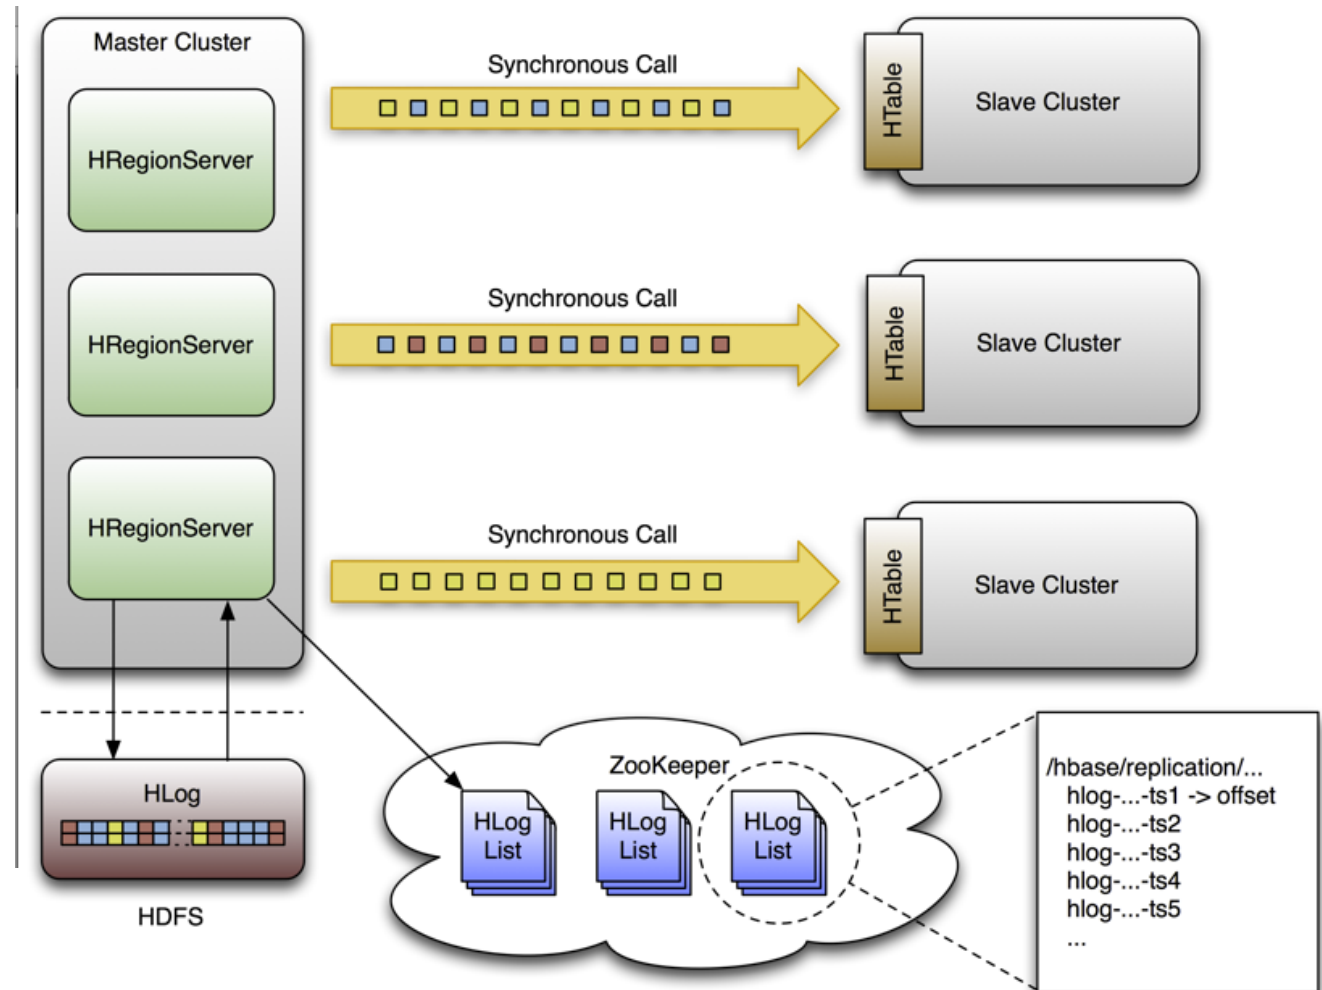 Master Cluster
HRegionServer
HRegionServer
HRegionServer
Synchronous Call
HTable
Slave Cluster
Synchronous Call
HTable
Slave Cluster
Synchronous Call
HTable
Slave Cluster
HLog
HDFS
ZooKeeper
HLog
List
HLog
List
HLog
List
/hbase/replication/...
hlog-...-ts1 -> offset
hlog-...-ts2
hlog-...-ts3
hlog-...-ts4
hlog-...-ts5
...